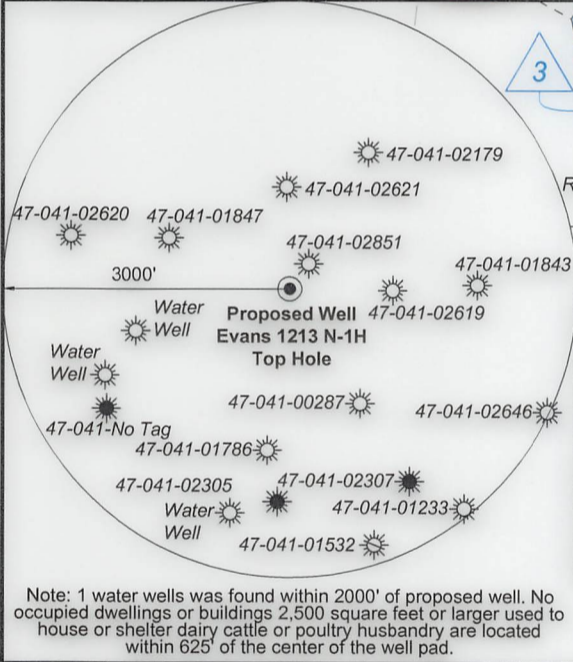 3
47-041-02179
47-041-02621
R
47-041-02620
47-041-01847
47-041-02851
47-041-01843
3000'
Water
Well
Proposed Well
Evans 1213 N-1H
Top Hole
47-041-02619
Water
Well
47-041-No Tag
47-041-00287
47-041-02646
47-041-01786
47-041-02305
47-041-02307
Water
Well
47-041-01233
47-041-01532
Note: 1 water wells was found within 2000' of proposed well. No
occupied dwellings or buildings 2,500 square feet or larger used to
house or shelter dairy cattle or poultry husbandry are located
within 625' of the center of the well pad.